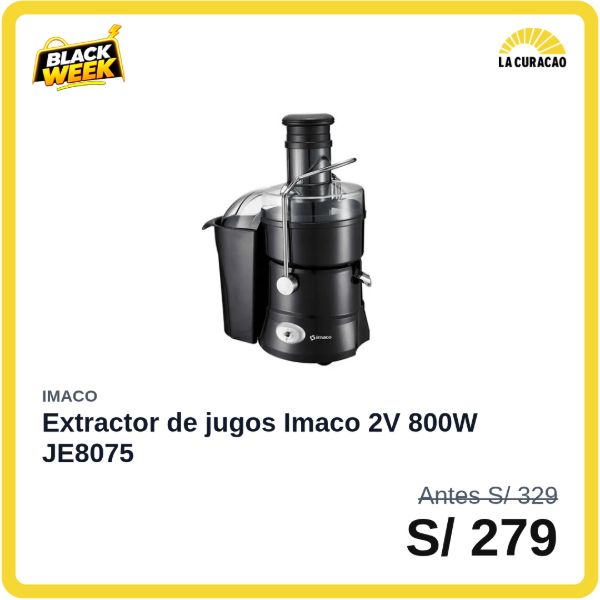 BLACK
WEEK
LA CURACAO
imaco
IMACO
Extractor de jugos Imaco 2V 800W
JE8075
Antes S/ 329
S/ 279